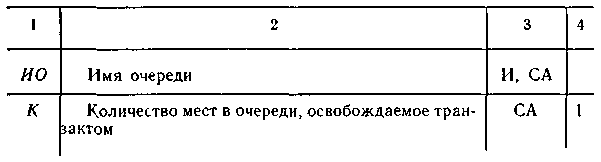 1 2 3 4
ИО Имя очереди И, СА
К Количество мест в очереди, освобождаемое тран- СА 1
зактом